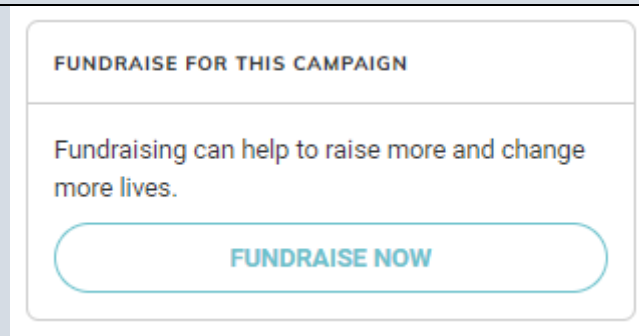 FUNDRAISE FOR THIS CAMPAIGN
Fundraising can help to raise more and change
more lives.
FUNDRAISE NOW